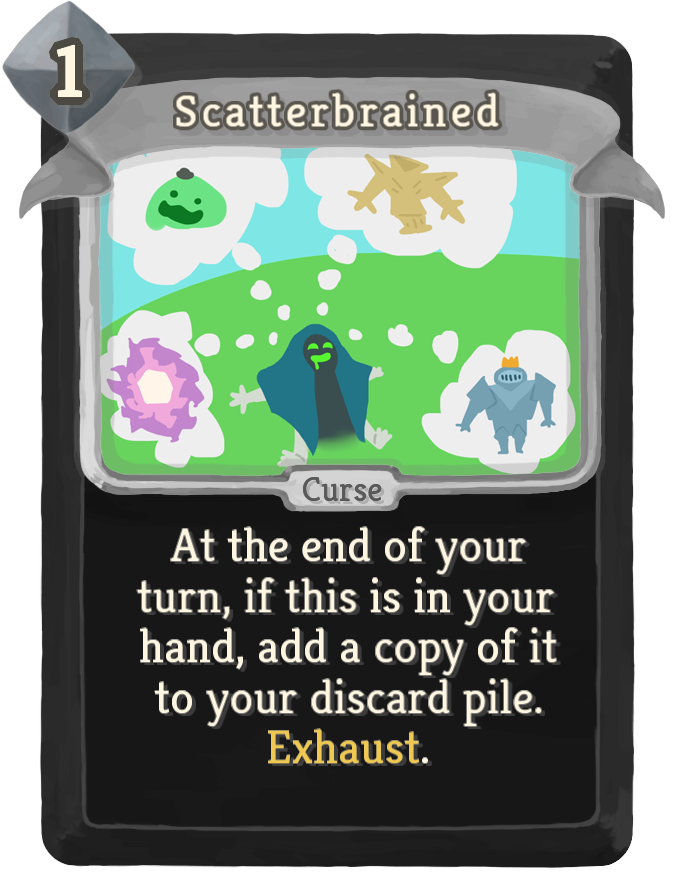 1
Scatterbrained
Curse
At the end of your
turn, if this is in your
hand, add a copy of it
to your discard pile.
Exhaust.